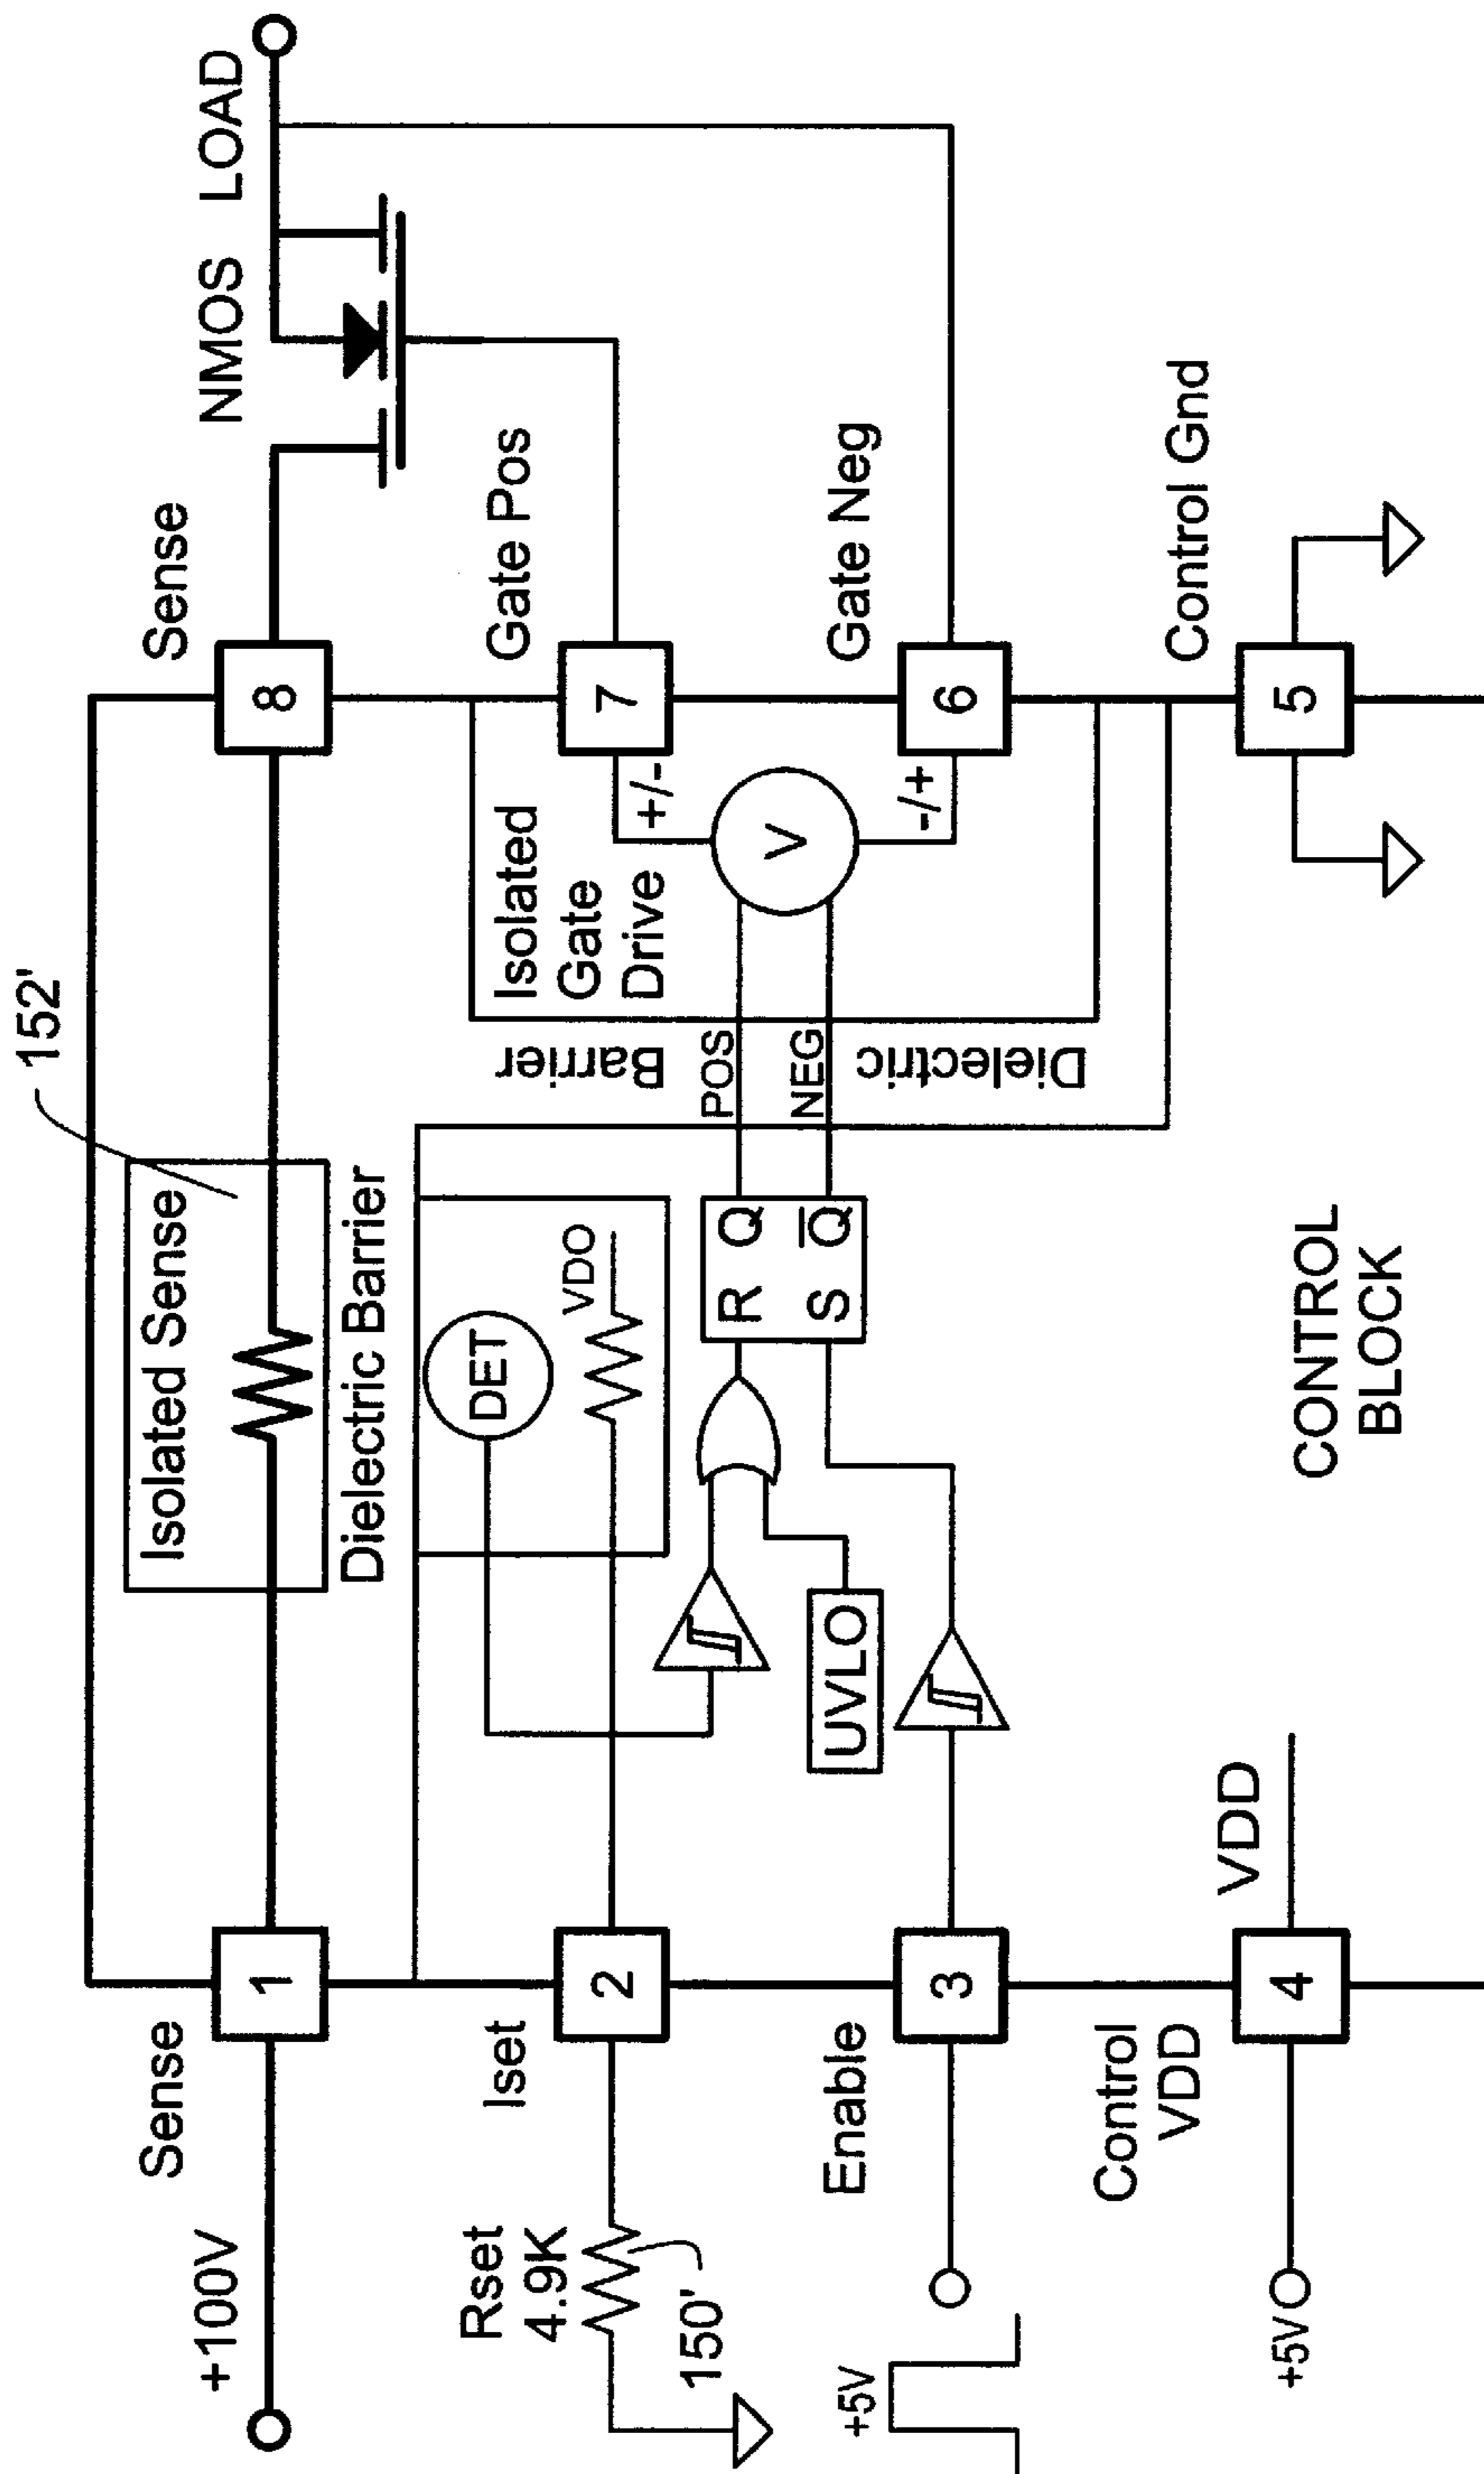 152'
+100V
Sense
1
Isolated Sense
Dielectric Barrier
8
Sense
NMOS
LOAD
Rset
4.9K
150'
Iset
2
DET
VDO
Isolated
Gate
Drive
Dielectric
Barrier
+/-
7
Gate Pos
V
UVLO
R
Q
S
Q̅
POS
NEG
+5V
Enable
3
-/+
6
Gate Neg
+5V
Control
VDD
4
VDD
CONTROL
BLOCK
5
Control Gnd